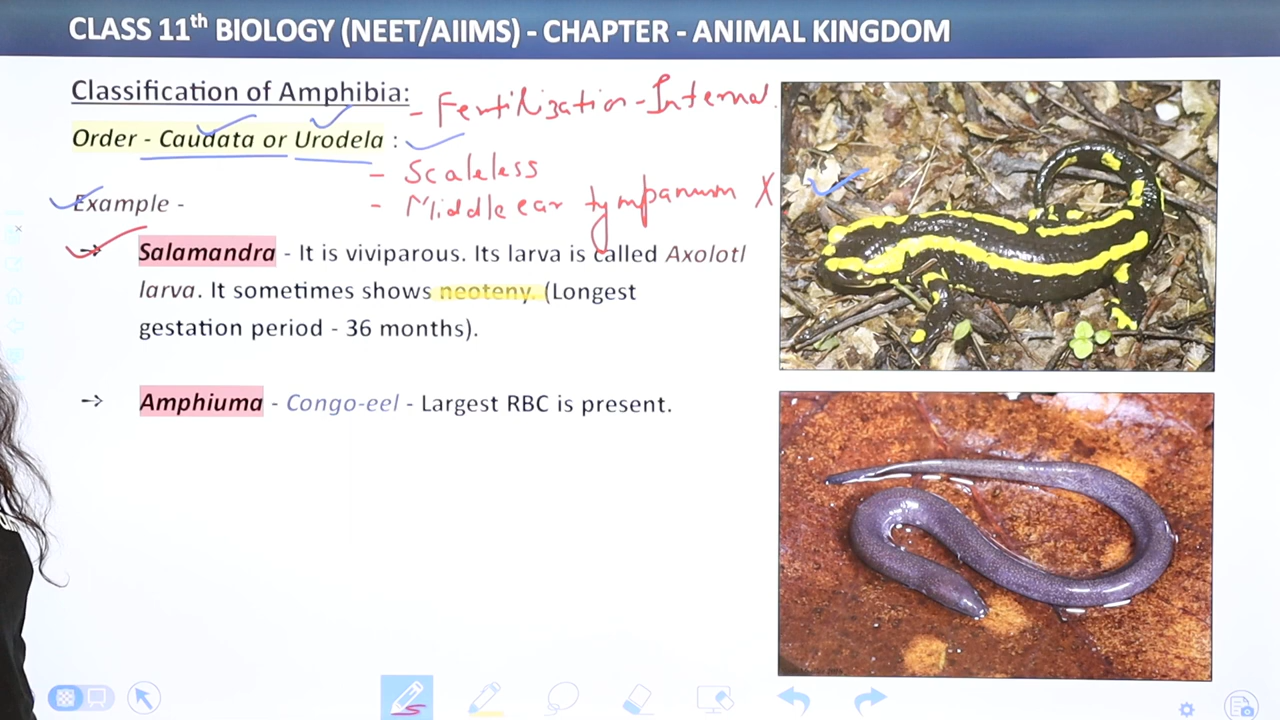 CLASS 11th BIOLOGY (NEET/AIIMS) - CHAPTER - ANIMAL KINGDOM
Classification of Amphibia:
- Fertilization - Internal.
Order - Caudata or Urodela :
- Scaleless
Example -
- Middle ear tympanum X
Salamandra - It is viviparous. Its larva is called Axolotl
larva. It sometimes shows neoteny. (Longest
gestation period - 36 months).
Amphiuma - Congo-eel - Largest RBC is present.